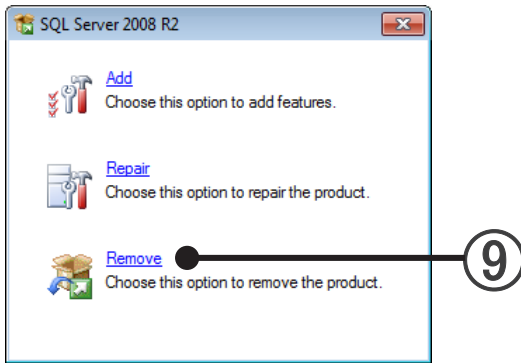 SQL Server 2008 R2
Add
Choose this option to add features.
Repair
Choose this option to repair the product.
Remove
Choose this option to remove the product.
9